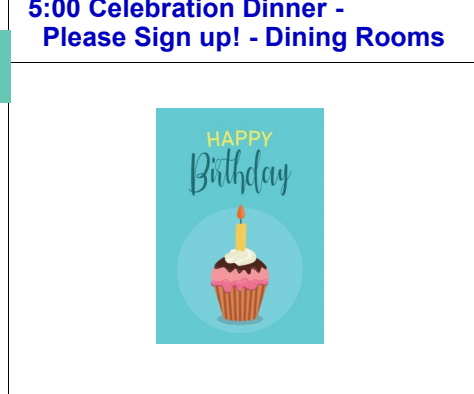 5:00 Celebration Dinner -
Please Sign up! - Dining Rooms
HAPPY
Birthday